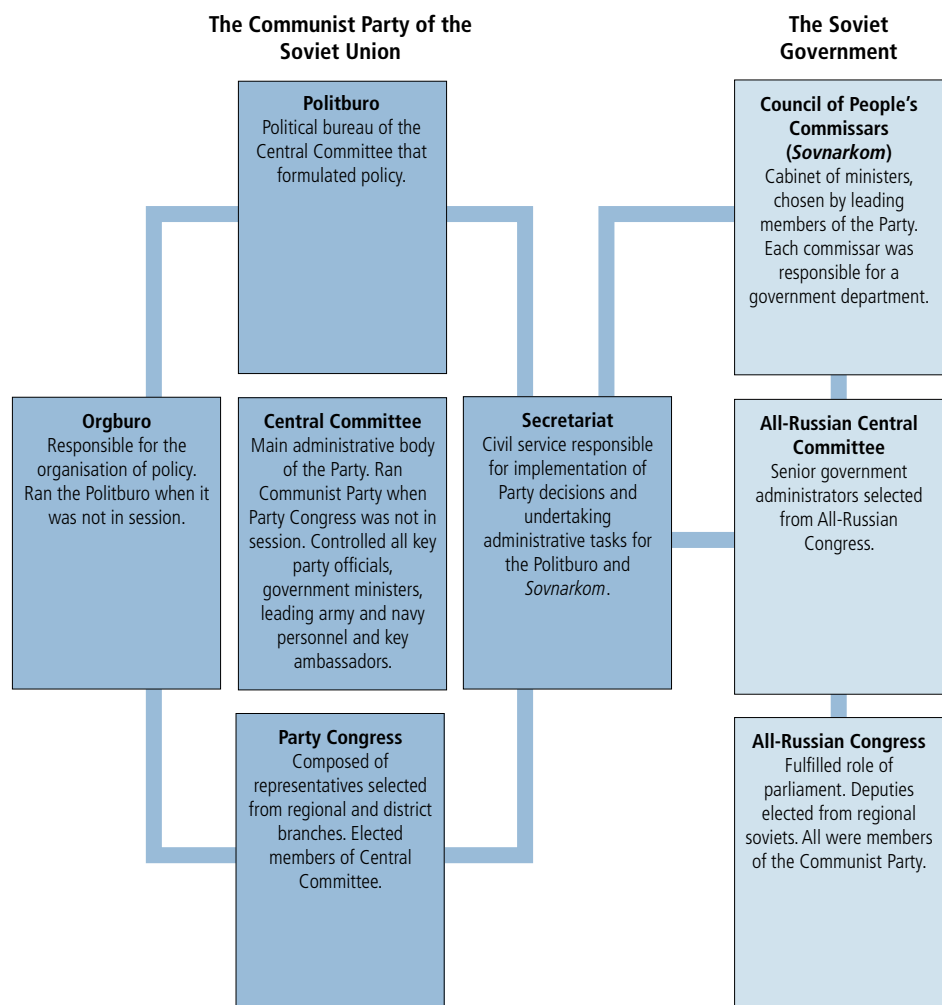 The Communist Party of the
Soviet Union
Politburo
Political bureau of the
Central Committee that
formulated policy.
Orgburo
Responsible for the
organisation of policy.
Ran the Politburo when it
was not in session.
Central Committee
Main administrative body
of the Party. Ran
Communist Party when
Party Congress was not in
session. Controlled all key
party officials,
government ministers,
leading army and navy
personnel and key
ambassadors.
Secretariat
Civil service responsible
for implementation of
Party decisions and
undertaking
administrative tasks for
the Politburo and
Sovnarkom.
Party Congress
Composed of
representatives selected
from regional and district
branches. Elected
members of Central
Committee.
The Soviet
Government
Council of People's
Commissars
(Sovnarkom)
Cabinet of ministers,
chosen by leading
members of the Party.
Each commissar was
responsible for a
government department.
All-Russian Central
Committee
Senior government
administrators selected
from All-Russian
Congress.
All-Russian Congress
Fulfilled role of
parliament. Deputies
elected from regional
soviets. All were members
of the Communist Party.